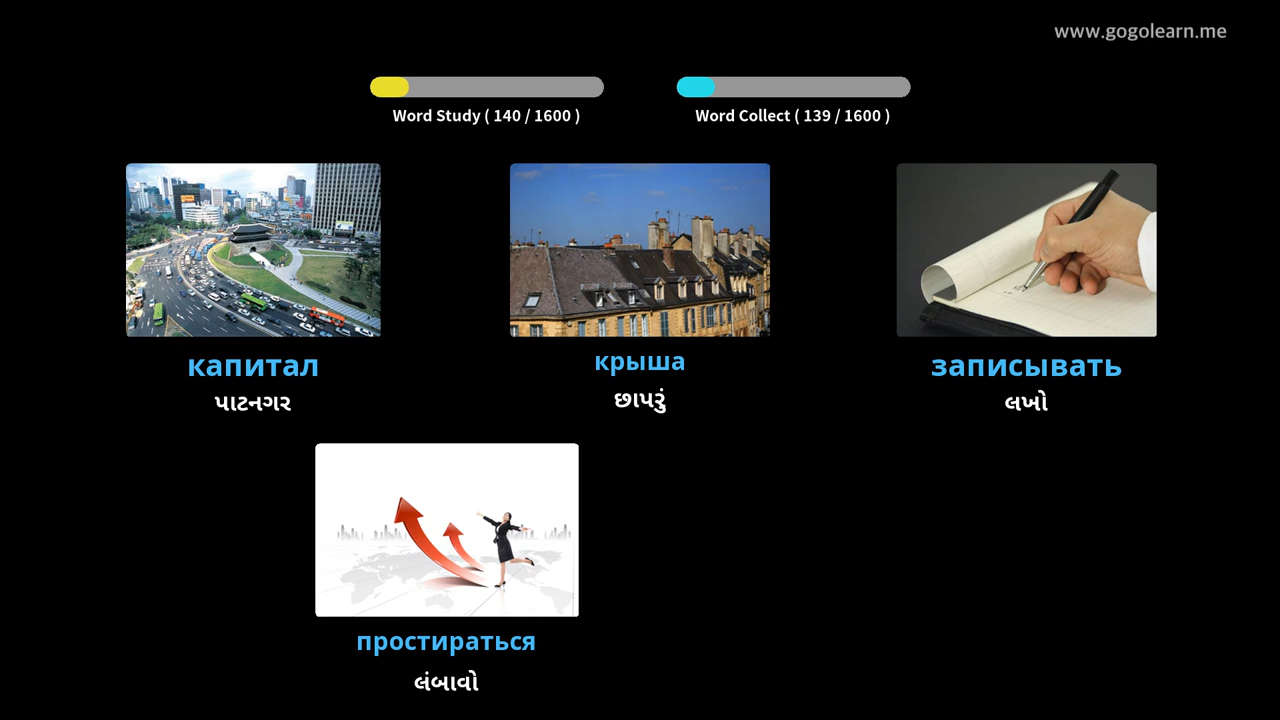 www.gogolearn.me
Word Study ( 140 / 1600 )
Word Collect ( 139 / 1600 )
капитал
પાટનગર
крыша
છાપરું
записывать
લખો
простираться
લંબાવો